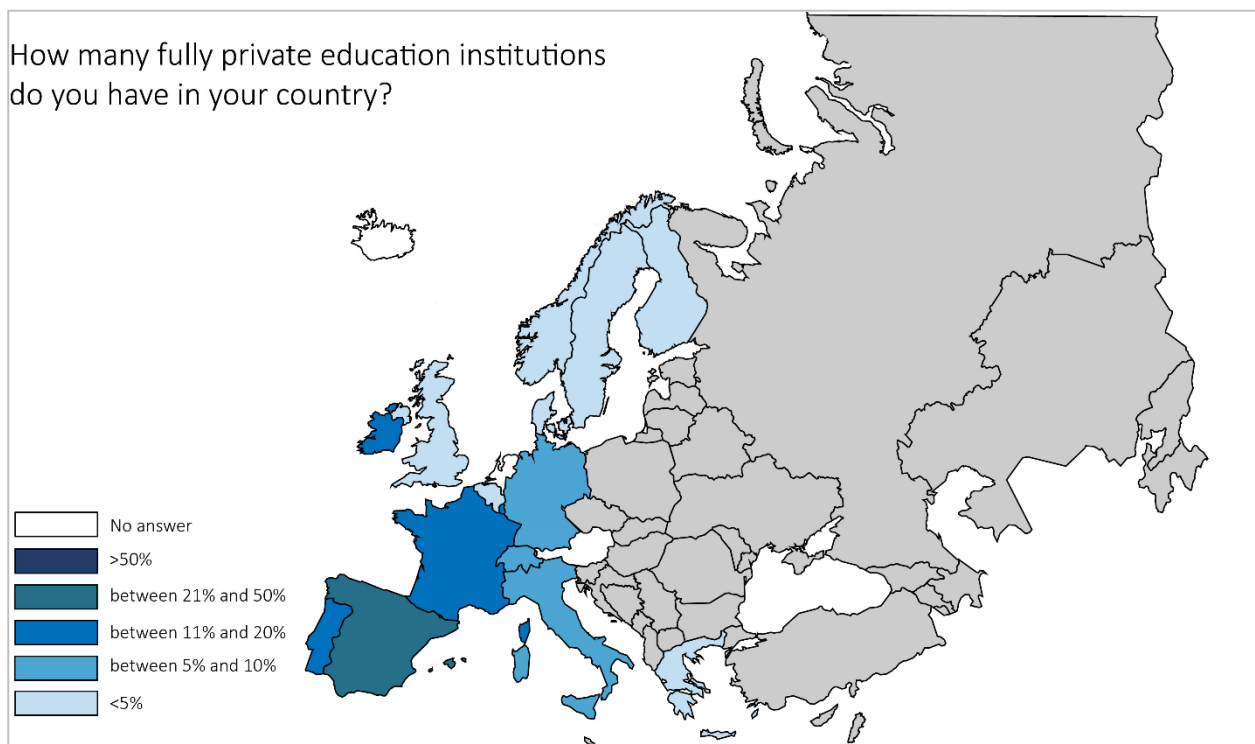 How many fully private education institutions
do you have in your country?
No answer
>50%
between 21% and 50%
between 11% and 20%
between 5% and 10%
<5%